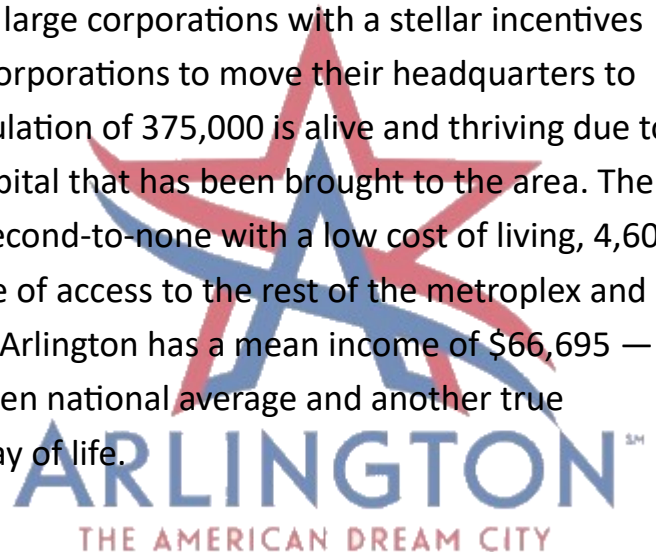 large corporations with a stellar incentives
orporations to move their headquarters to
ulation of 375,000 is alive and thriving due to
pital that has been brought to the area. The
econd-to-none with a low cost of living, 4,60
e of access to the rest of the metroplex and
Arlington has a mean income of $66,695 —
en national average and another true
ay of life.
ARLINGTON℠
THE AMERICAN DREAM CITY